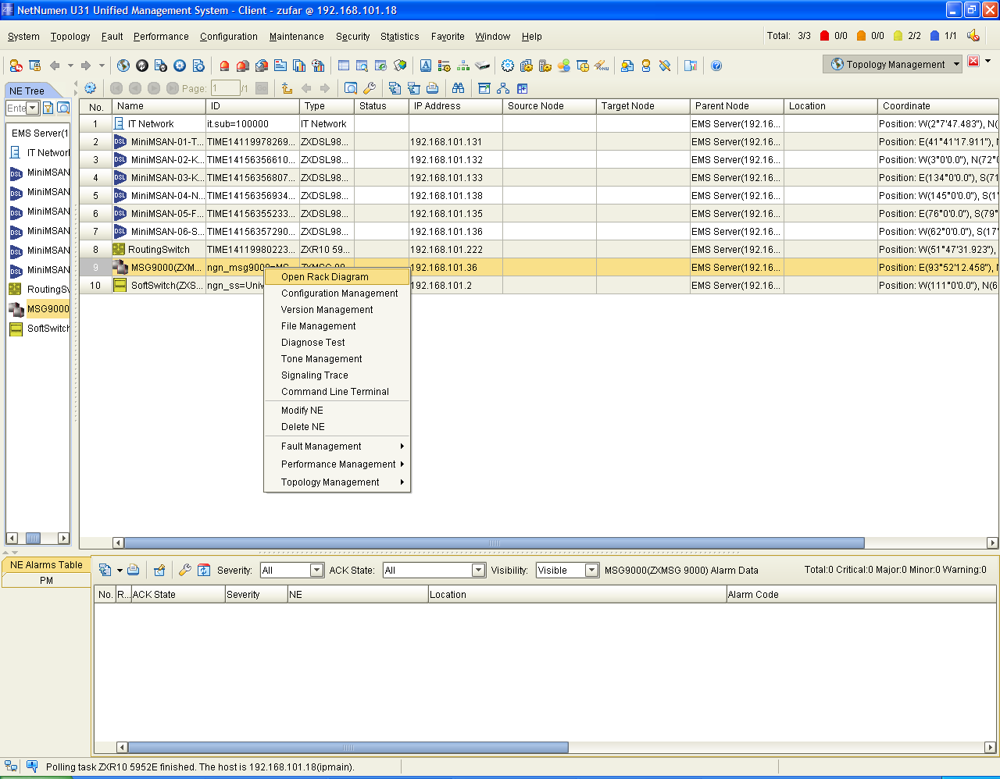 NetNumen U31 Unified Management System - Client - zufar @ 192.168.101.18
System Topology Fault Performance Configuration Maintenance Security Statistics Favorite Window Help
Total: 3/3 0/0 0/0 2/2 1/1
Topology Management
NE Tree
Page: 1 /1
Ente
EMS Server(1
IT Networ
MiniMSAN
MiniMSAN
MiniMSAN
MiniMSAN
MiniMSAN
MiniMSAN
RoutingSw
MSG9000
SoftSwitch
No. Name ID Type Status IP Address Source Node Target Node Parent Node Location Coordinate
1 IT Network it.sub=100000 IT Network EMS Server(192.16... Position: W(2°7'47.483"), N(
2 MiniMSAN-01-T... TIME14119978269... ZXDSL98... 192.168.101.131 EMS Server(192.16... Position: E(41°41'17.911"), N
3 MiniMSAN-02-K... TIME14156356610... ZXDSL98... 192.168.101.132 EMS Server(192.16... Position: W(3°0'0.0"), N(72°0
4 MiniMSAN-03-K... TIME14156356807... ZXDSL98... 192.168.101.133 EMS Server(192.16... Position: E(134°0'0.0"), S(71
5 MiniMSAN-04-N... TIME14156356934... ZXDSL98... 192.168.101.138 EMS Server(192.16... Position: W(145°0'0.0"), S(1
6 MiniMSAN-05-F... TIME14156355233... ZXDSL98... 192.168.101.135 EMS Server(192.16... Position: E(76°0'0.0"), S(79°
7 MiniMSAN-06-S... TIME14156357290... ZXDSL98... 192.168.101.136 EMS Server(192.16... Position: W(62°0'0.0"), S(17°
8 RoutingSwitch TIME14119980223... ZXR10 59... 192.168.101.222 EMS Server(192.16... Position: W(51°47'31.923"),
9 MSG9000(ZXM... ngn_msg9000=MS... ZXMSG 90... 192.168.101.36 EMS Server(192.16... Position: E(93°52'12.458"), N
10 SoftSwitch(ZXS... ngn_ss=Univ 192.168.101.2 EMS Server(192.16... Position: W(111°0'0.0"), N(6
Open Rack Diagram
Configuration Management
Version Management
File Management
Diagnose Test
Tone Management
Signaling Trace
Command Line Terminal
Modify NE
Delete NE
Fault Management
Performance Management
Topology Management
NE Alarms Table
PM
Severity: All ACK State: All Visibility: Visible MSG9000(ZXMSG 9000) Alarm Data Total:0 Critical:0 Major:0 Minor:0 Warning:0
No. R... ACK State Severity NE Location Alarm Code
Polling task ZXR10 5952E finished. The host is 192.168.101.18(ipmain).